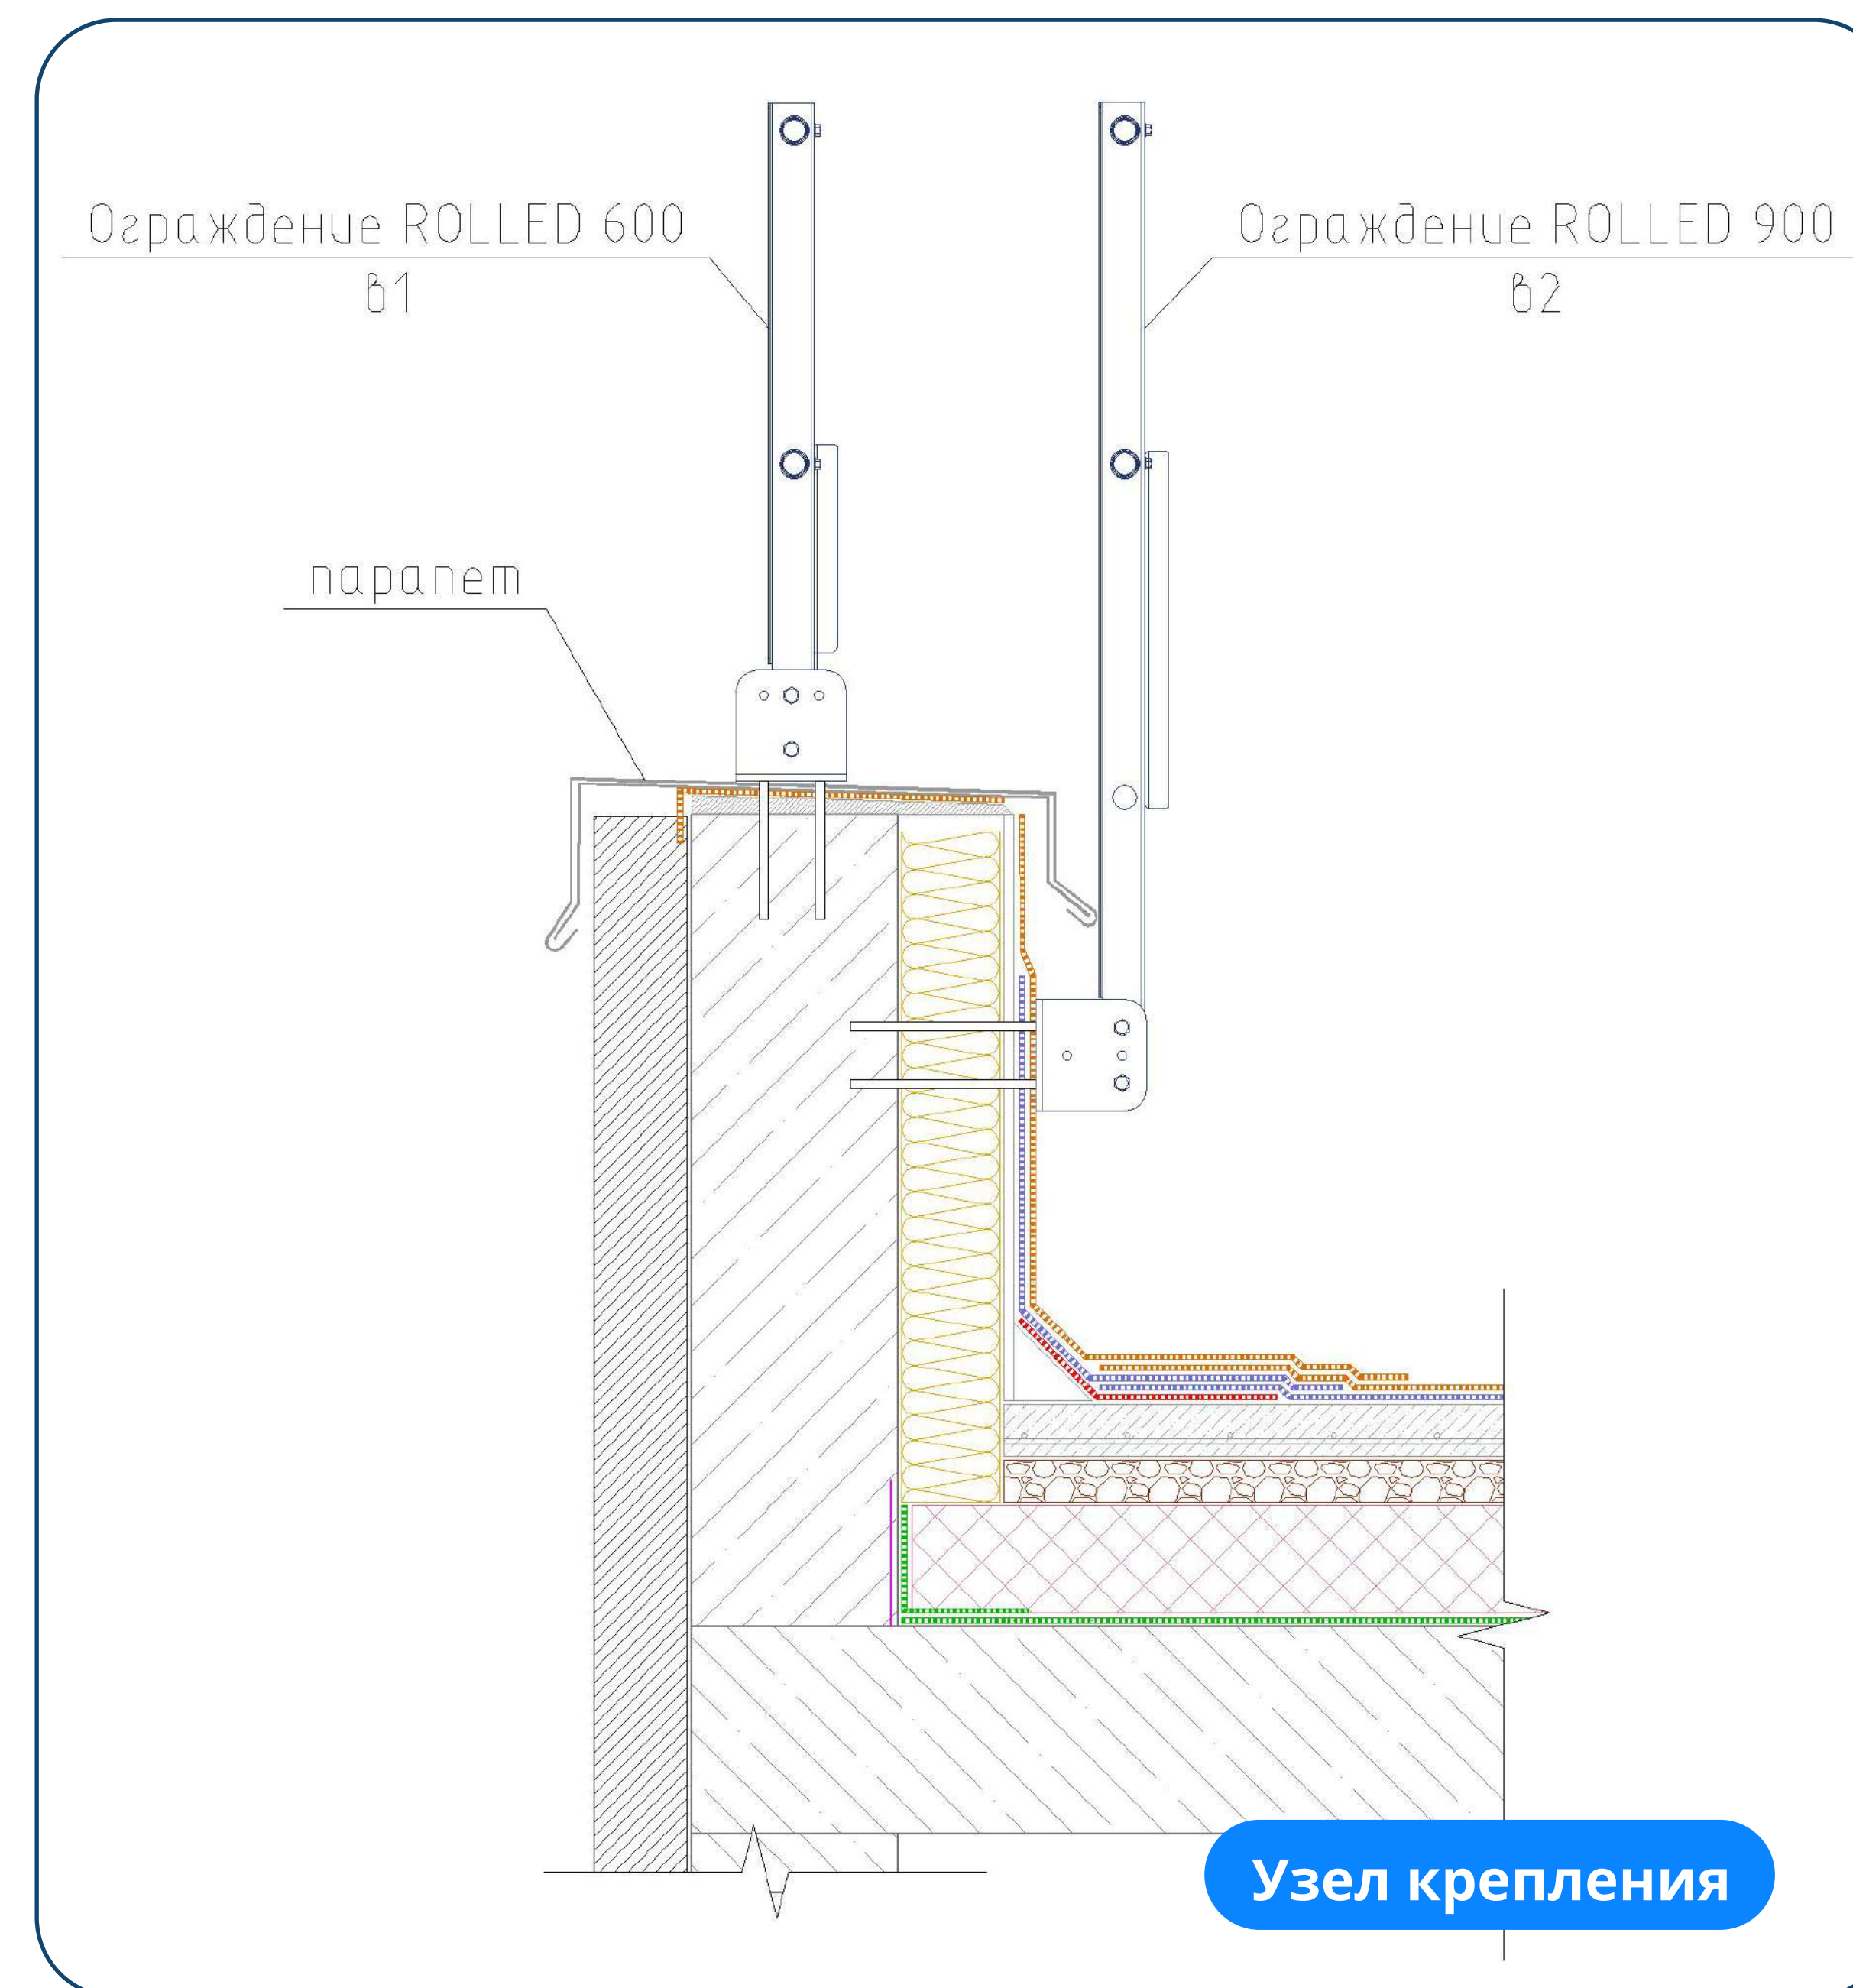 Ограждение ROLLED 600
в1
Ограждение ROLLED 900
в2
парапет
Узел крепления